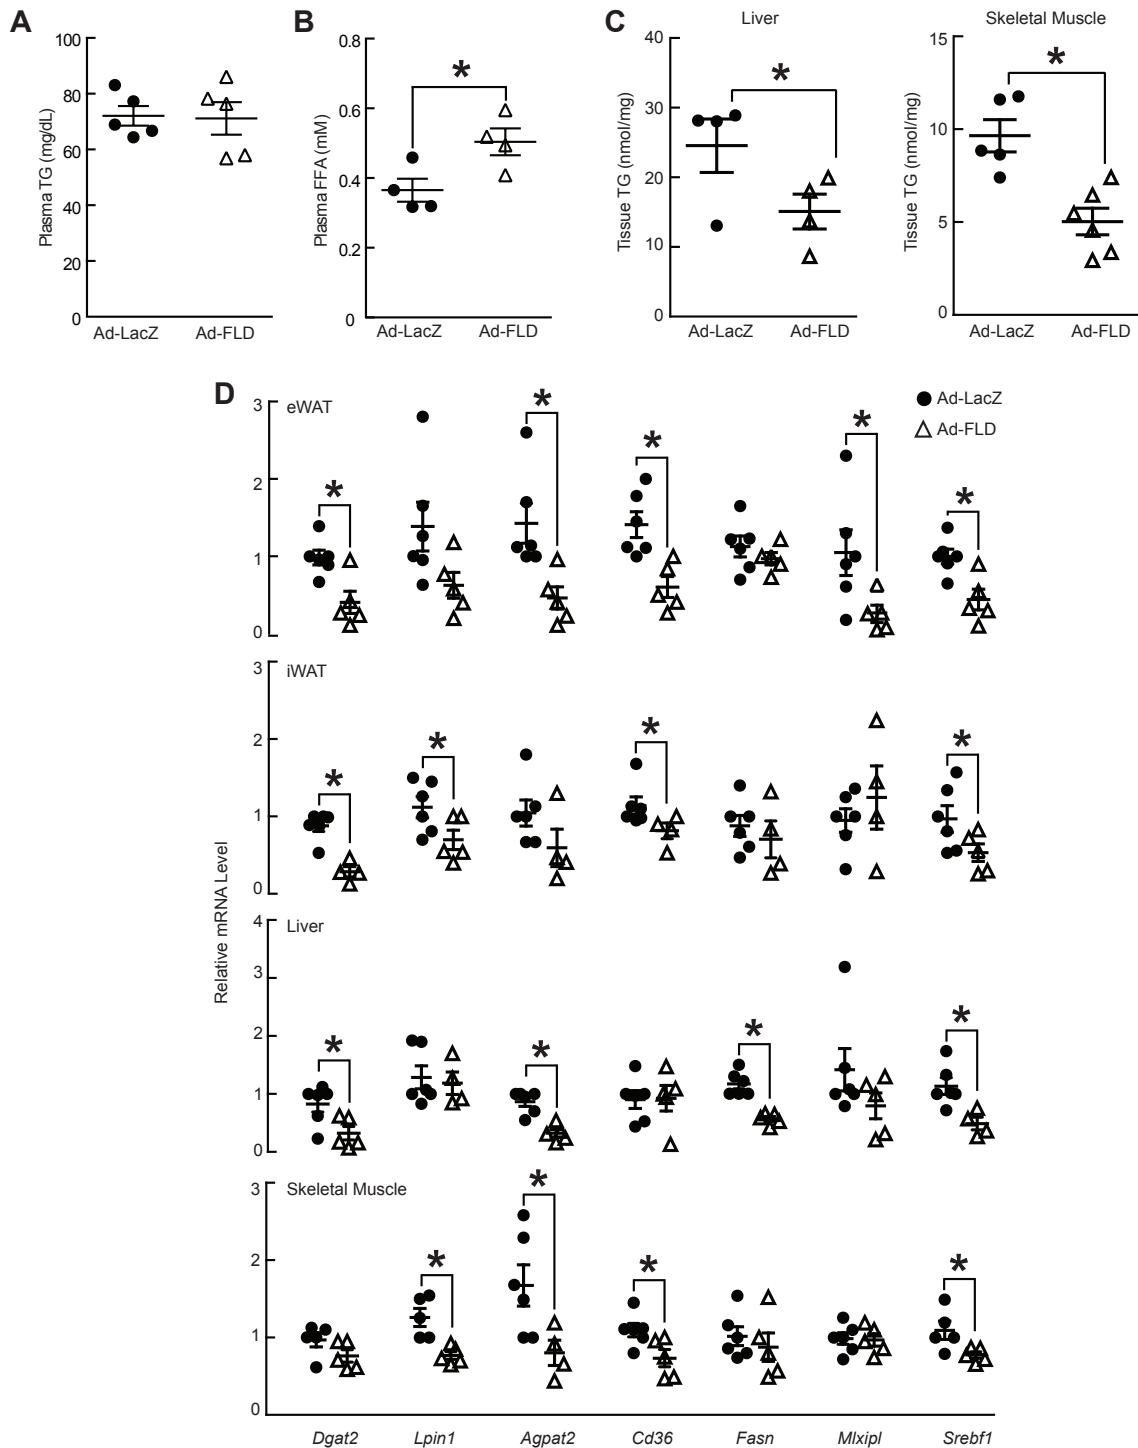 A
100
80
60
40
20
0
Plasma TG (mg/dL)
Ad-LacZ
Ad-FLD
B
0.8
0.6
0.4
0.2
0
Plasma FFA (mM)
*
Ad-LacZ
Ad-FLD
C
Liver
40
30
20
10
0
Tissue TG (nmol/mg)
*
Ad-LacZ
Ad-FLD
Skeletal Muscle
15
10
5
0
Tissue TG (nmol/mg)
*
Ad-LacZ
Ad-FLD
D
Ad-LacZ
Ad-FLD
Relative mRNA Level
eWAT
3
2
1
0
* * * * *
iWAT
3
2
1
0
* * * *
Liver
4
3
2
1
0
* * * *
Skeletal Muscle
3
2
1
0
* * * *
Dgat2 Lpin1 Agpat2 Cd36 Fasn Mlxipl Srebf1